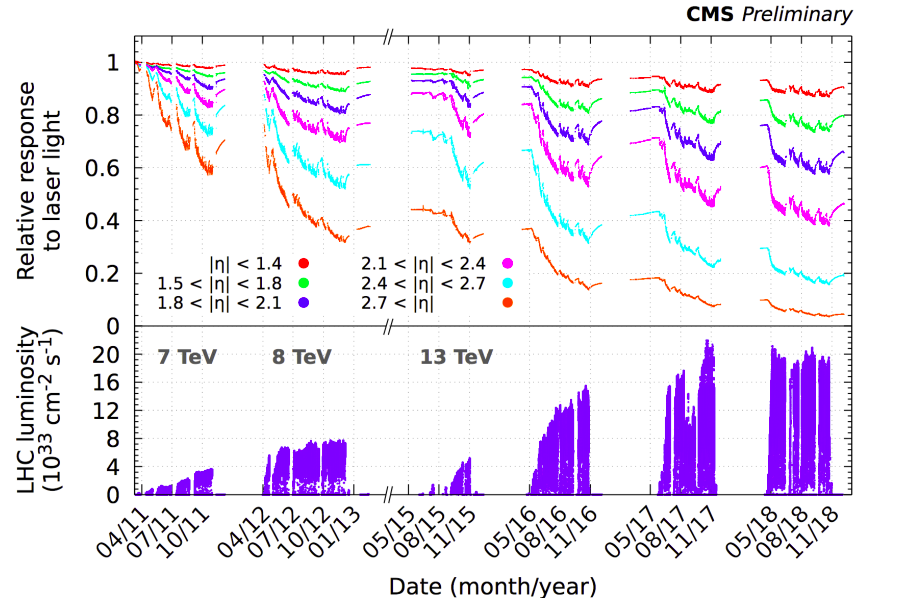 CMS Preliminary
Relative response
to laser light
1
0.8
0.6
0.4
0.2
0
|η| < 1.4
1.5 < |η| < 1.8
1.8 < |η| < 2.1
2.1 < |η| < 2.4
2.4 < |η| < 2.7
2.7 < |η|
LHC luminosity
(10³³ cm⁻² s⁻¹)
20
16
12
8
4
0
7 TeV
8 TeV
13 TeV
04/11
07/11
10/11
04/12
07/12
10/12
01/13
05/15
08/15
11/15
05/16
08/16
11/16
05/17
08/17
11/17
05/18
08/18
11/18
Date (month/year)